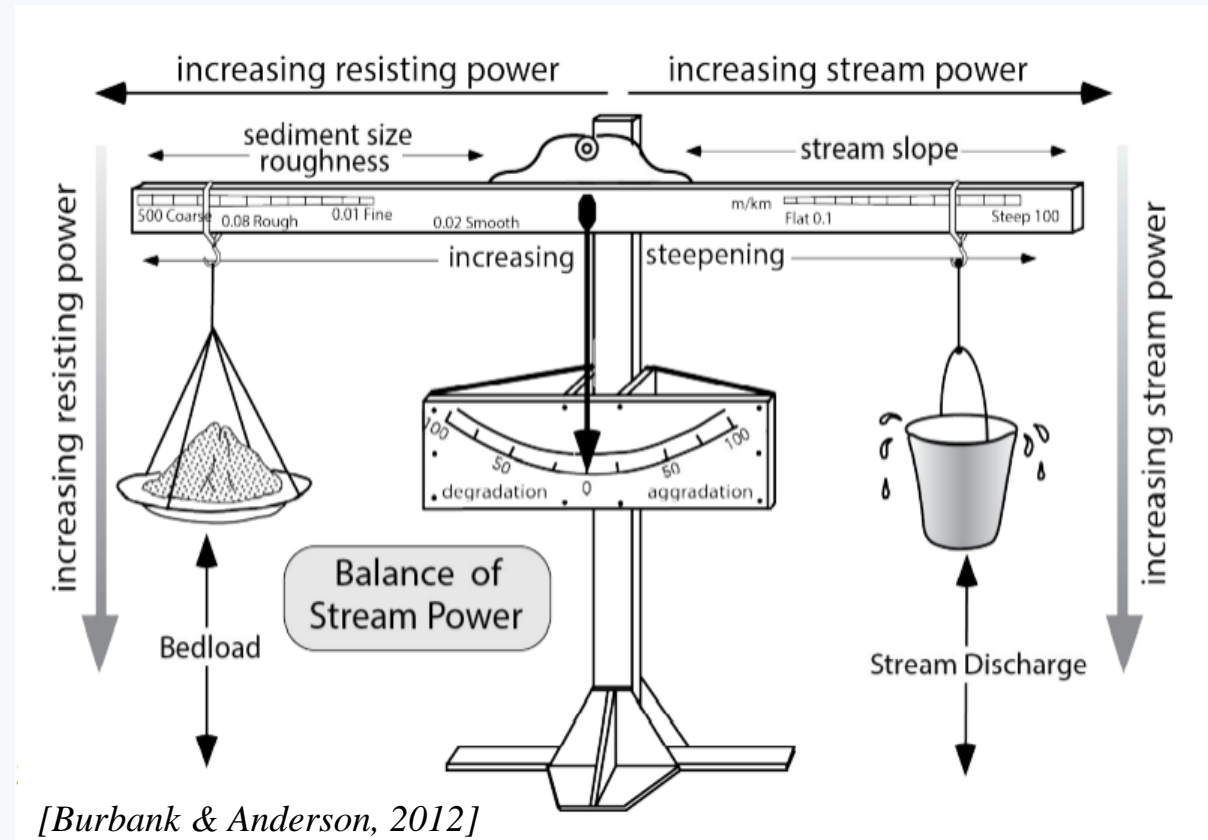 increasing resisting power
increasing stream power
sediment size
roughness
stream slope
500 Coarse
0.08 Rough
0.01 Fine
0.02 Smooth
m/km
Flat 0.1
Steep 100
increasing
steepening
increasing resisting power
increasing stream power
100
50
0
50
100
degradation
aggradation
Balance of
Stream Power
Bedload
Stream Discharge
[Burbank & Anderson, 2012]